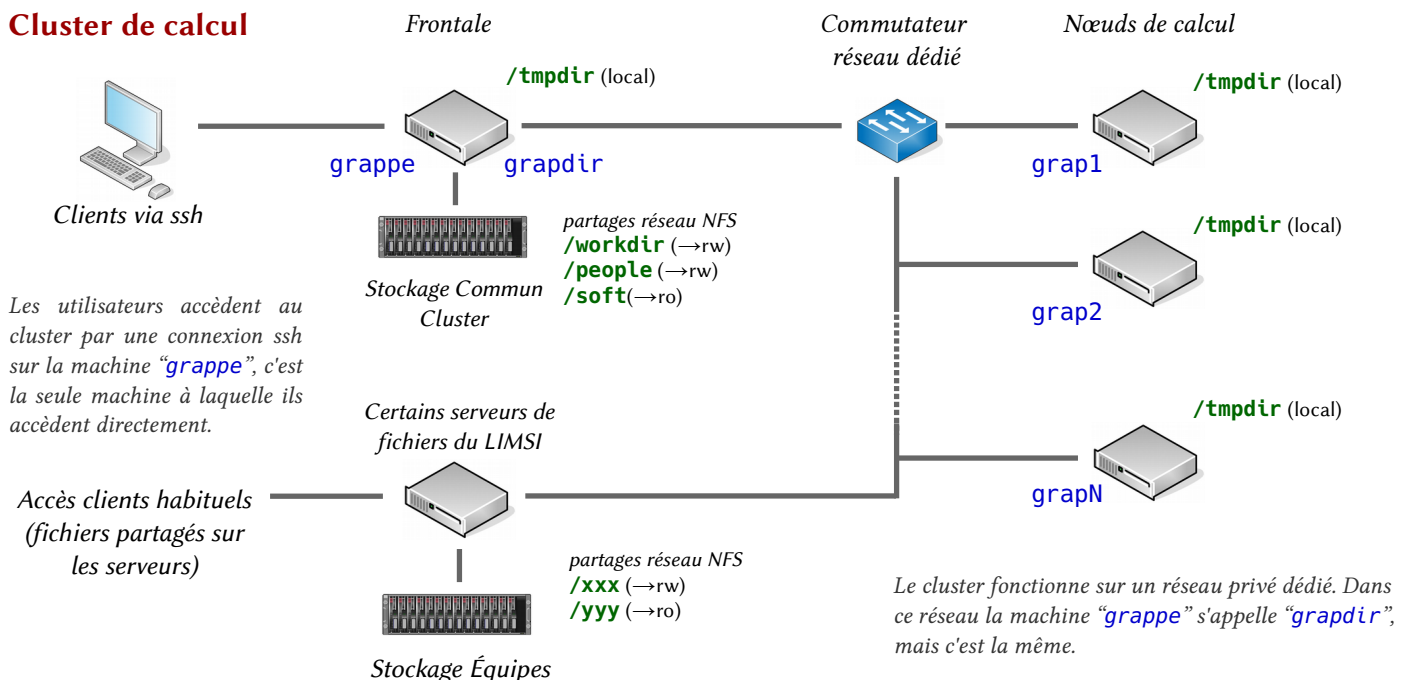 Cluster de calcul
Frontale
Commutateur
réseau dédié
Nœuds de calcul
/tmpdir (local)
/tmpdir (local)
grappe
grapdir
grap1
Clients via ssh
partages réseau NFS
/workdir (→rw)
/people (→rw)
/soft(→ro)
/tmpdir (local)
Stockage Commun
Cluster
grap2
Les utilisateurs accèdent au
cluster par une connexion ssh
sur la machine “grappe”, c'est
la seule machine à laquelle ils
accèdent directement.
Certains serveurs de
fichiers du LIMSI
/tmpdir (local)
grapN
Accès clients habituels
(fichiers partagés sur
les serveurs)
partages réseau NFS
/xxx (→rw)
/yyy (→ro)
Le cluster fonctionne sur un réseau privé dédié. Dans
ce réseau la machine “grappe” s'appelle “grapdir”,
mais c'est la même.
Stockage Équipes